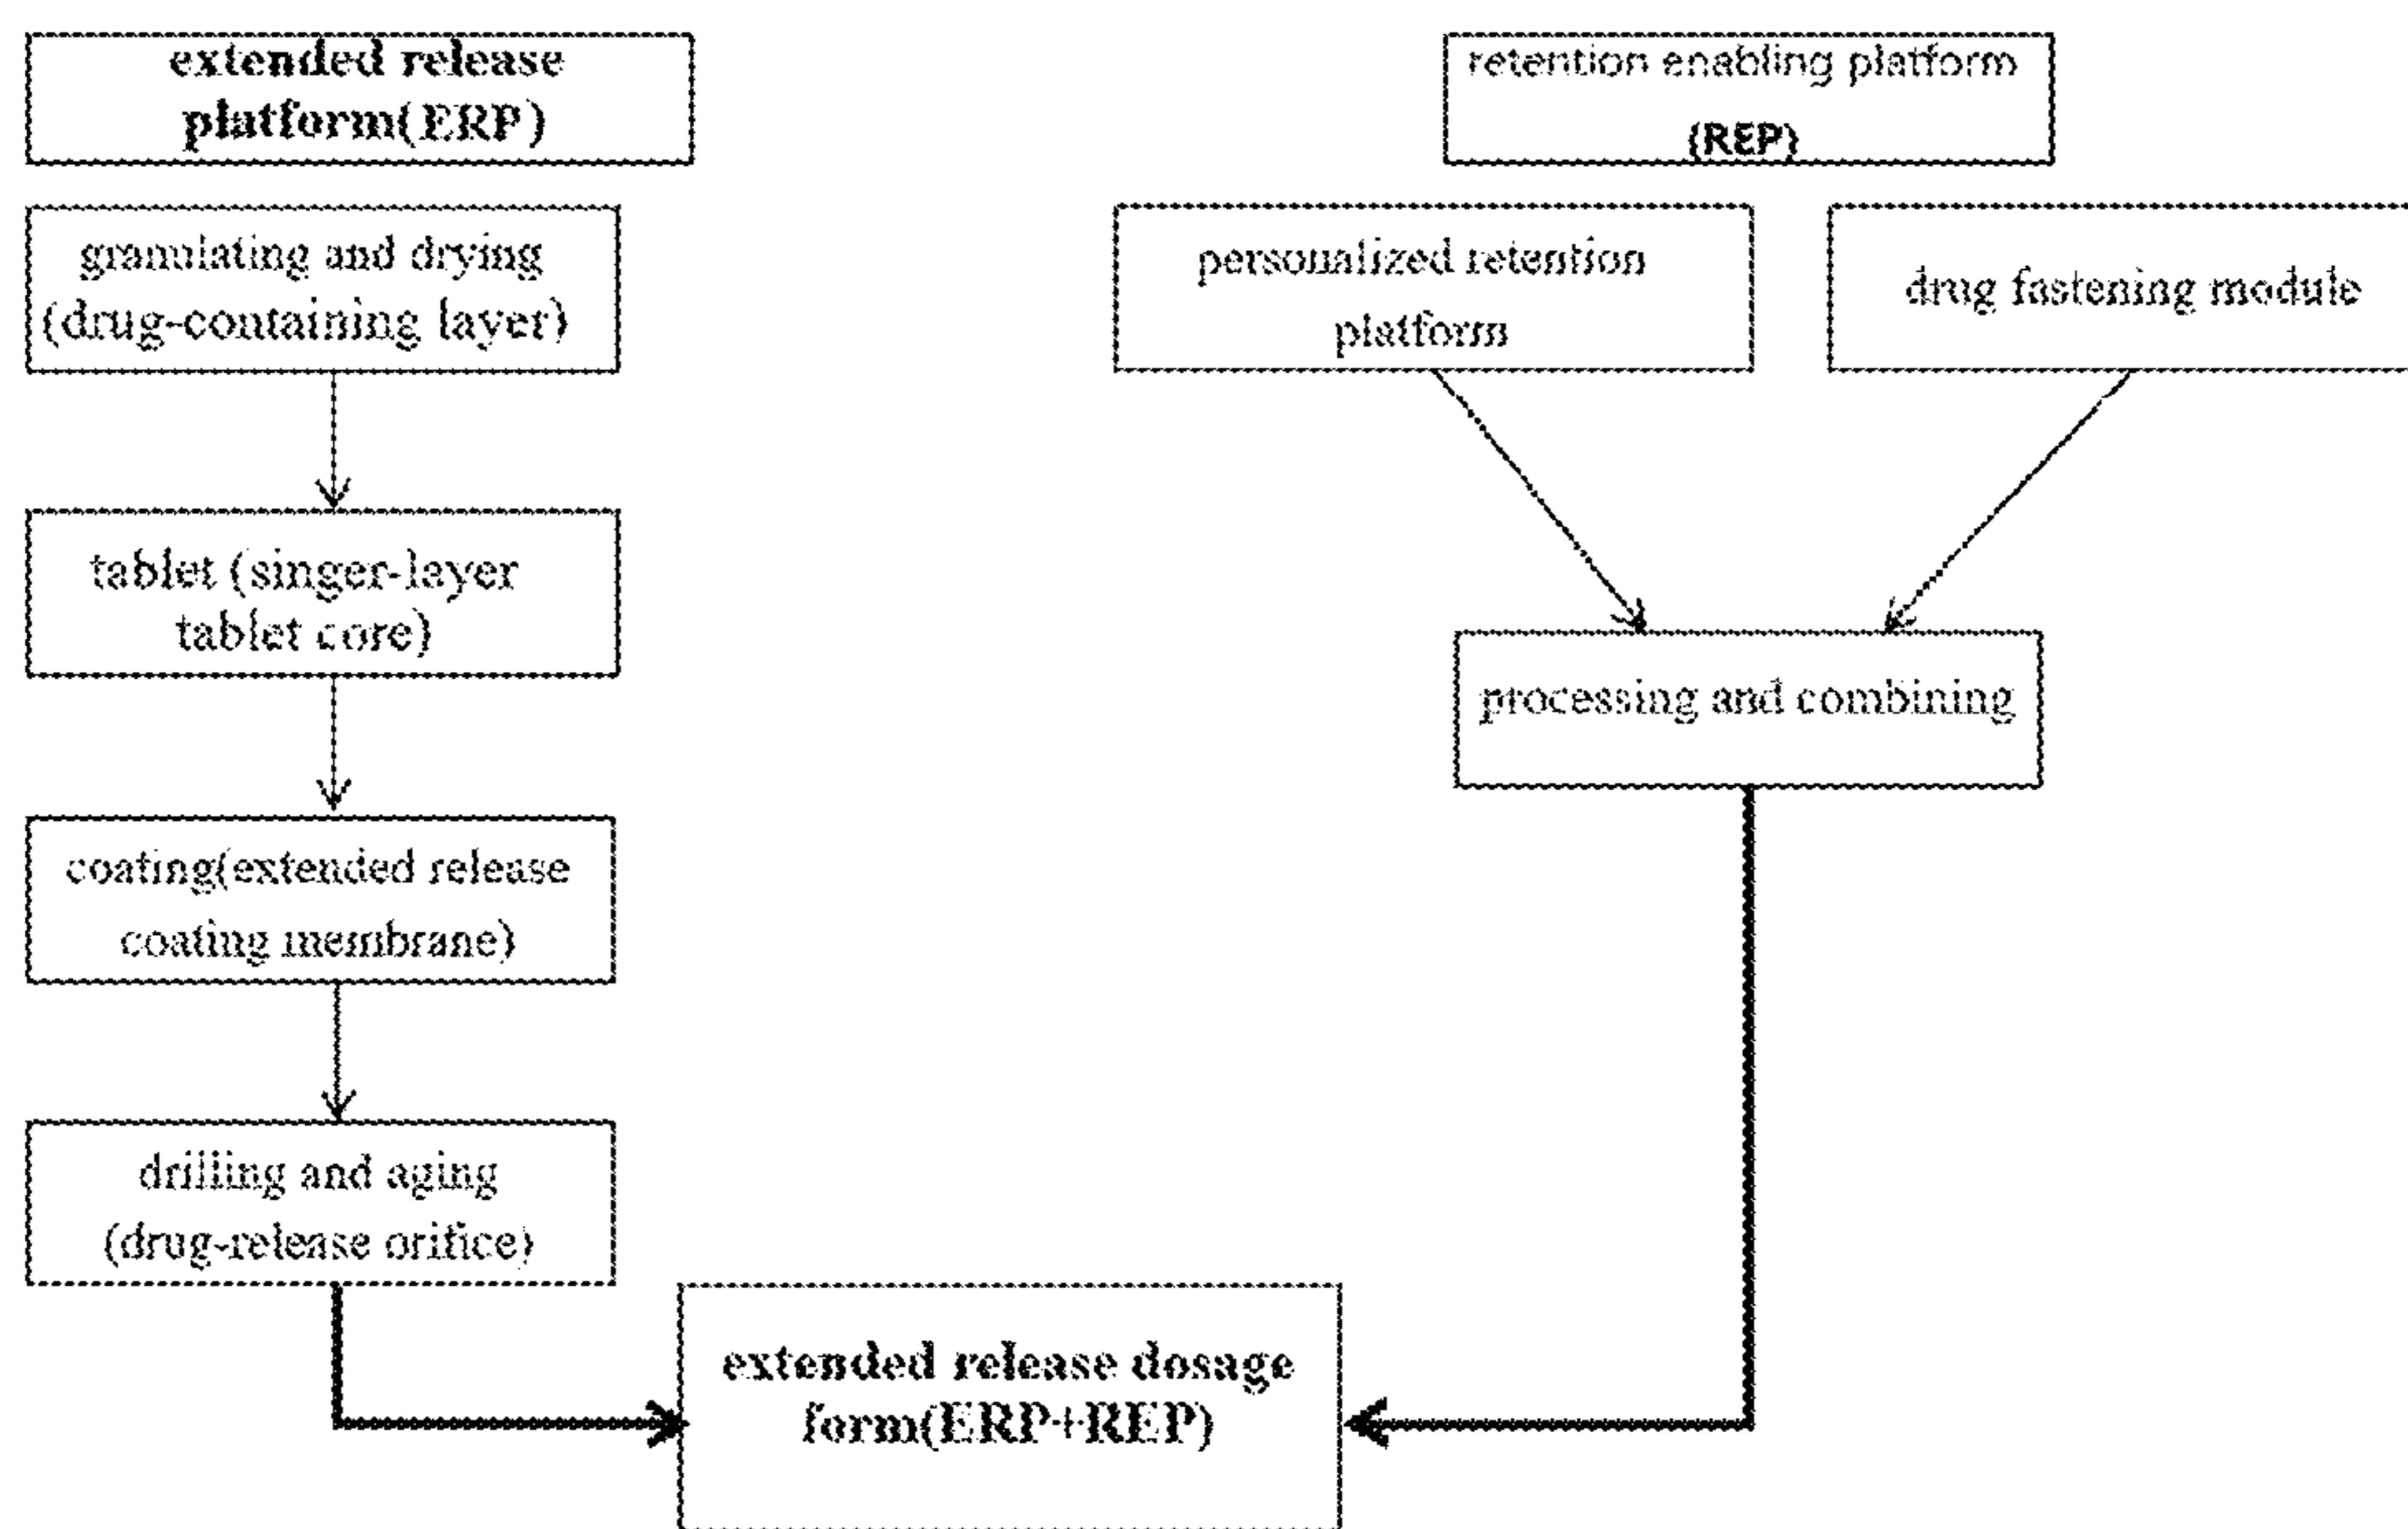 extended release
platform(ERP)
granulating and drying
(drug-containing layer)
tablet (singer-layer
tablet core)
coating(extended release
coating membrane)
drilling and aging
(drug-release orifice)
retention enabling platform
(REP)
personalized retention
platform
drug fastening module
processing and combining
extended release dosage
form(ERP+REP)